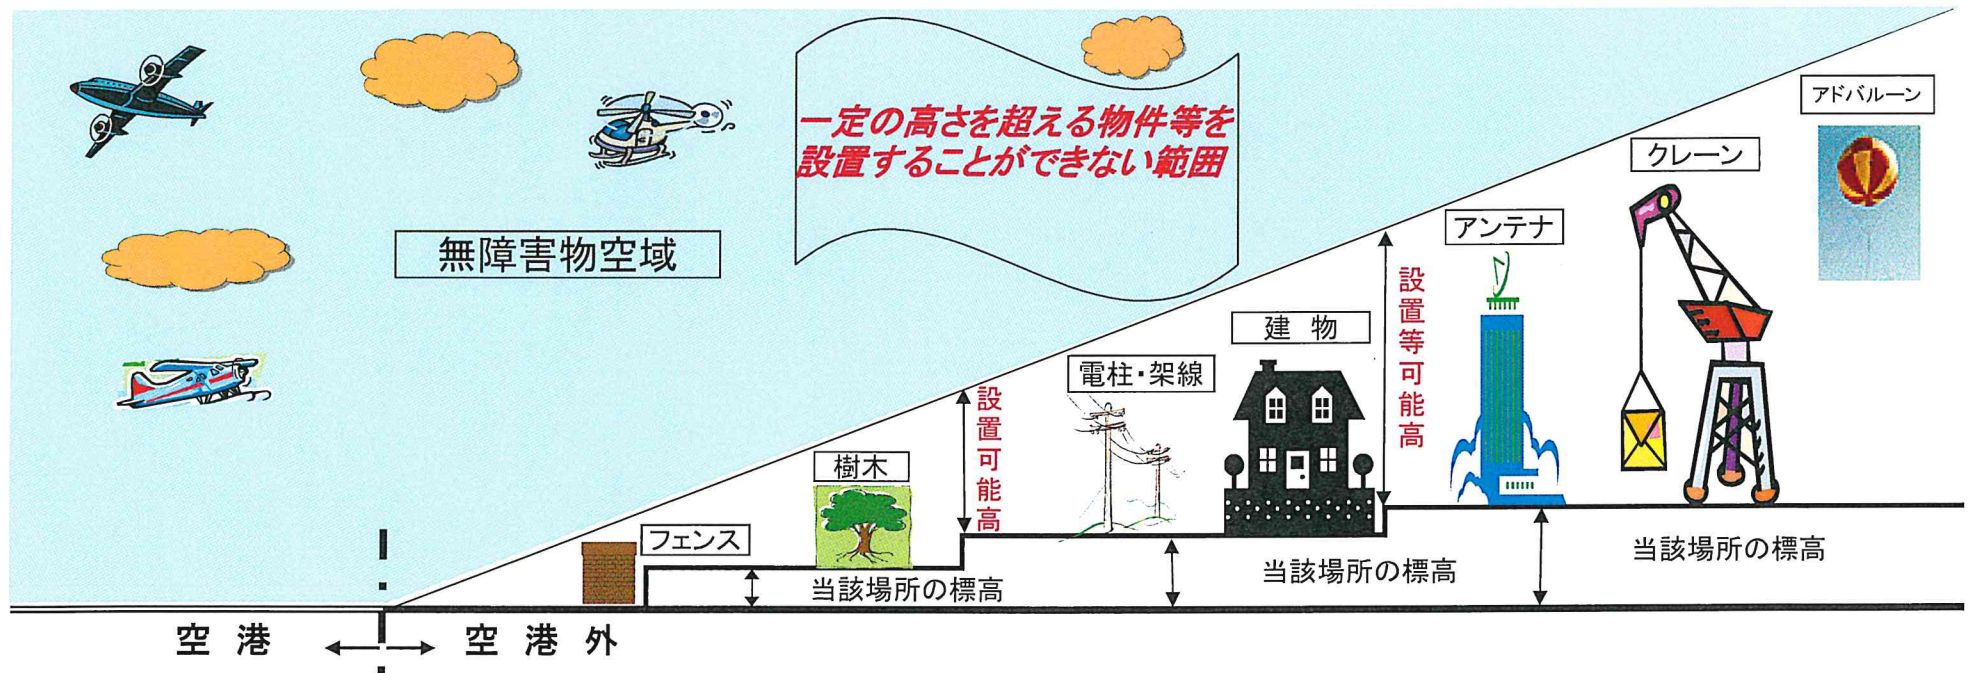 一定の高さを超える物件等を
設置することができない範囲
アドバルーン
クレーン
アンテナ
無障害物空域
設置等可能高
建 物
電柱・架線
設置可能高
樹木
フェンス
当該場所の標高
当該場所の標高
当該場所の標高
空 港
空 港 外